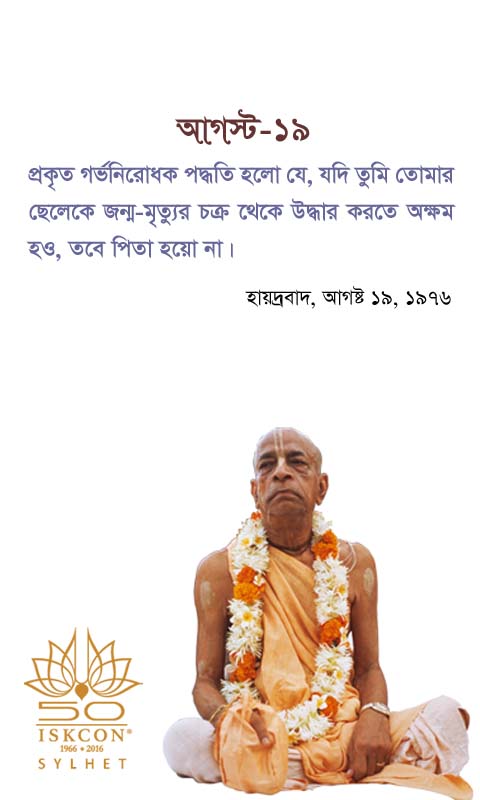 আগস্ট-১৯
প্রকৃত গর্ভনিরোধক পদ্ধতি হলো যে, যদি তুমি তোমার
ছেলেকে জন্ম-মৃত্যুর চক্র থেকে উদ্ধার করতে অক্ষম
হও, তবে পিতা হয়ো না।
হায়দ্রবাদ, আগষ্ট ১৯, ১৯৭৬
50
ISKCON®
1966 • 2016
SYLHET